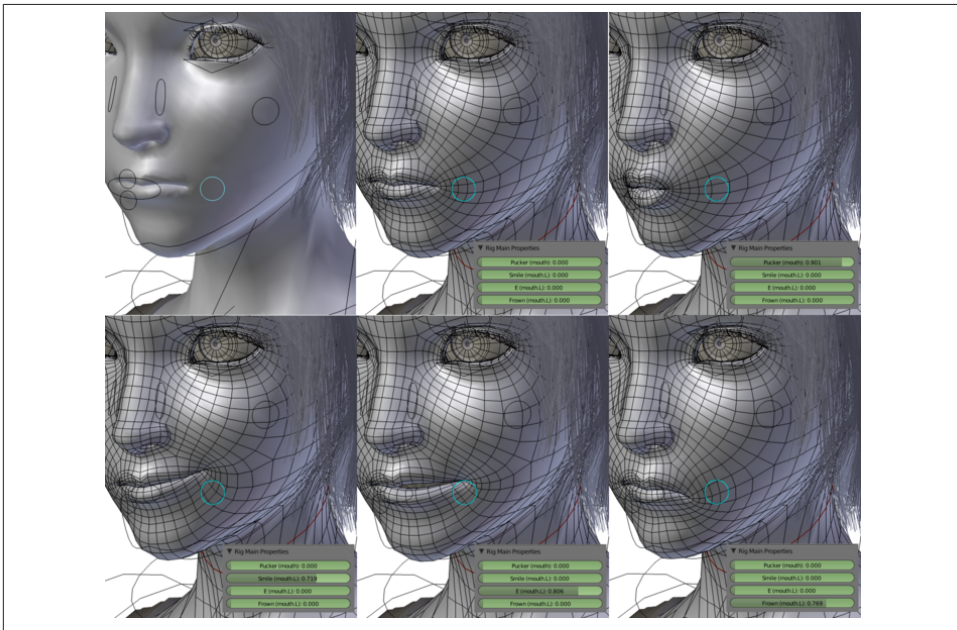 Rig Main Properties
Pucker (mouth): 0.000
Smile (mouth.L): 0.000
E (mouth.L): 0.000
Frown (mouth.L): 0.000
Rig Main Properties
Pucker (mouth): 0.901
Smile (mouth.L): 0.000
E (mouth.L): 0.000
Frown (mouth.L): 0.000
Rig Main Properties
Pucker (mouth): 0.000
Smile (mouth.L): 0.719
E (mouth.L): 0.000
Frown (mouth.L): 0.000
Rig Main Properties
Pucker (mouth): 0.000
Smile (mouth.L): 0.000
E (mouth.L): 0.806
Frown (mouth.L): 0.000
Rig Main Properties
Pucker (mouth): 0.000
Smile (mouth.L): 0.000
E (mouth.L): 0.000
Frown (mouth.L): 0.769